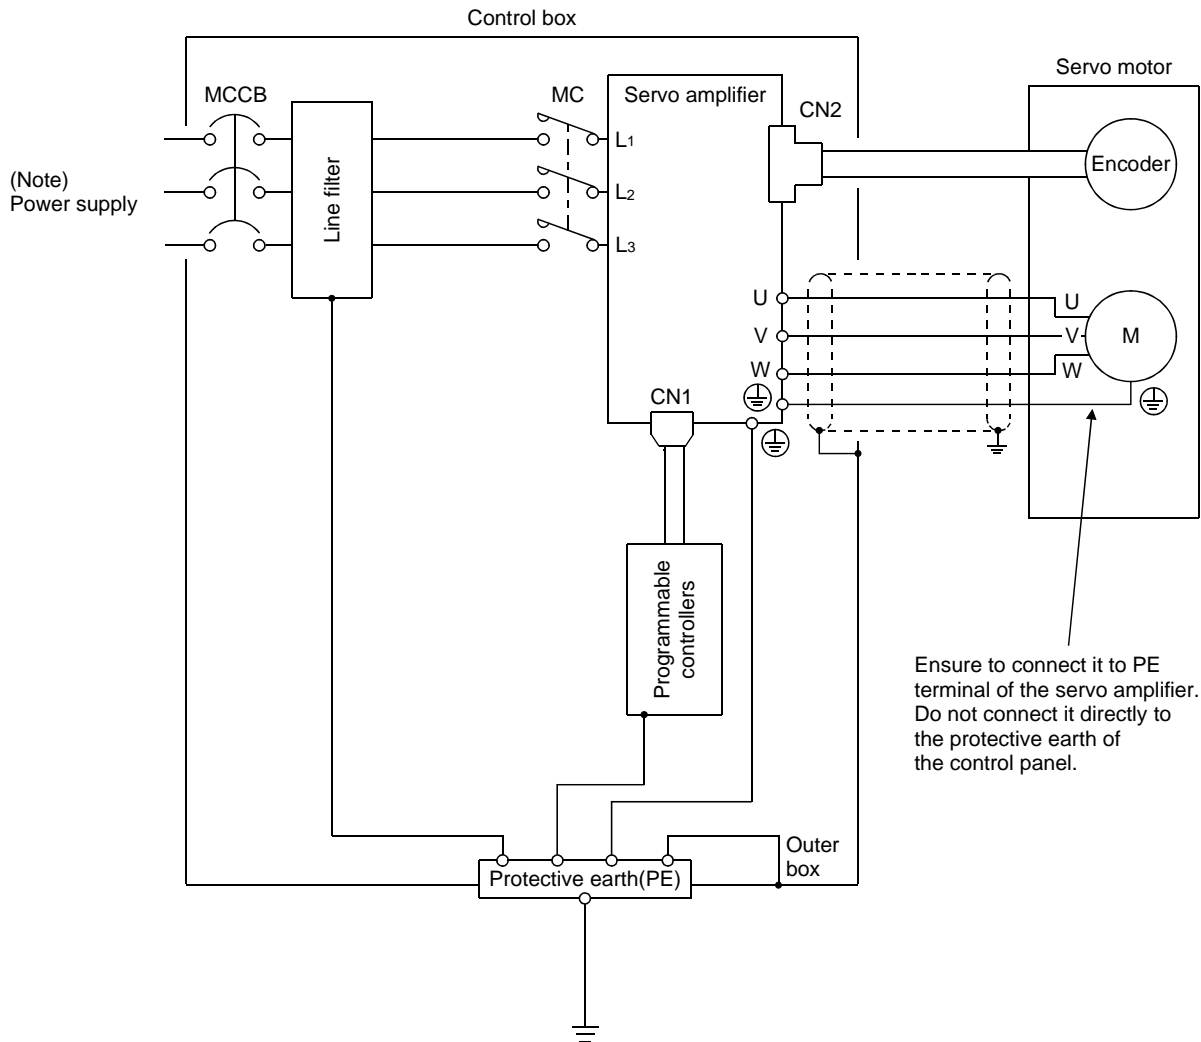 Control box
Servo motor
MCCB
MC
Servo amplifier
CN2
Line filter
L1
L2
L3
Encoder
(Note)
Power supply
U
V
W
U
V
W
M
CN1
Programmable
controllers
Ensure to connect it to PE
terminal of the servo amplifier.
Do not connect it directly to
the protective earth of
the control panel.
Outer
box
Protective earth(PE)